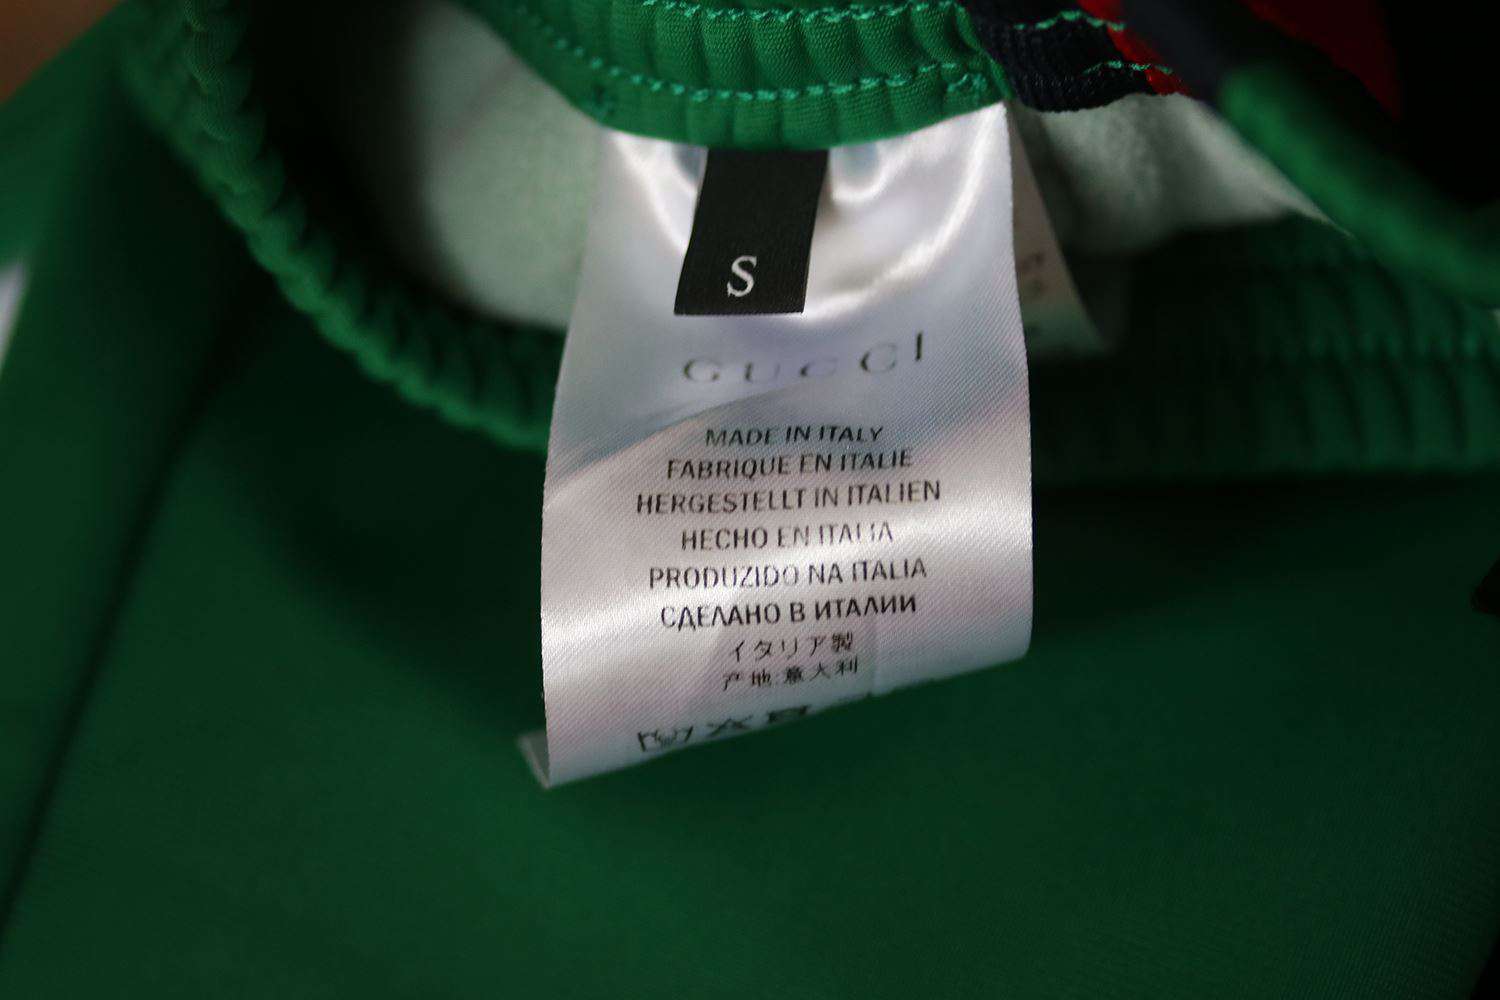 S
GUCCI
MADE IN ITALY
FABRIQUE EN ITALIE
HERGESTELLT IN ITALIEN
HECHO EN ITALIA
PRODUZIDO NA ITALIA
СДЕЛАНО В ИТАЛИИ
イタリア製
产地:意大利